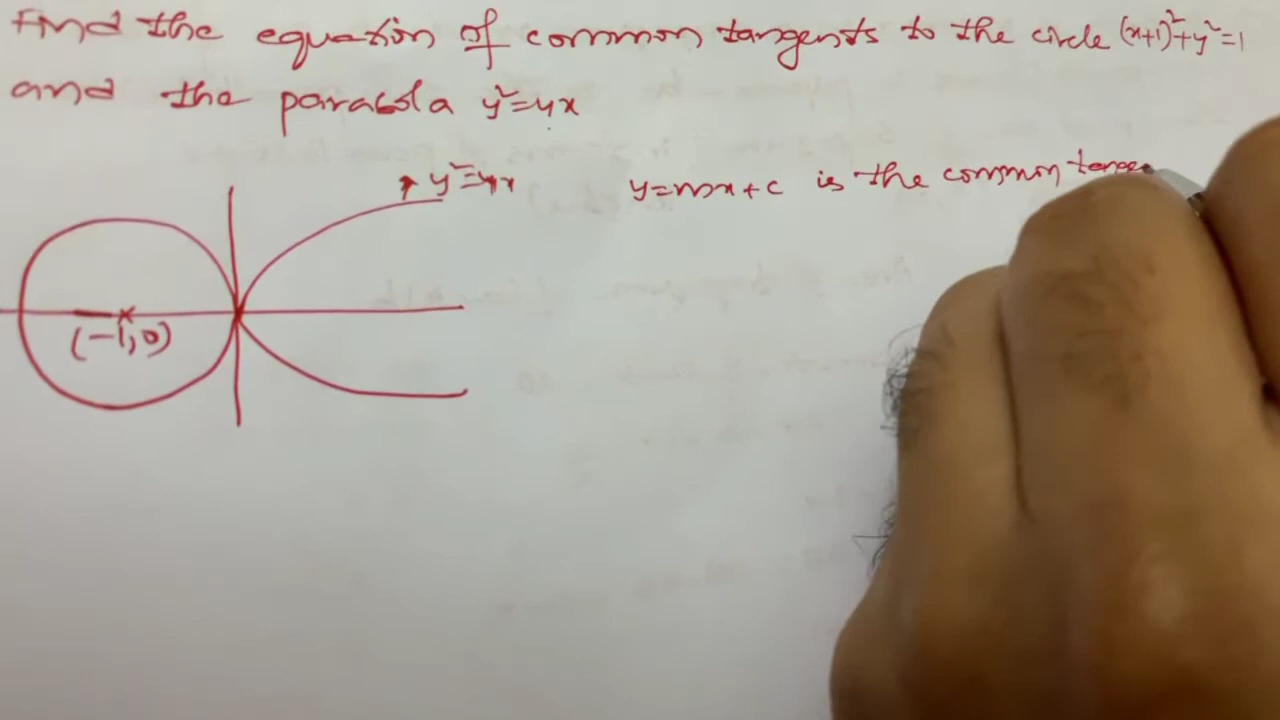 Find the equation of common tangents to the circle (x+1)²+y²=1
and the parabola y²=4x
y²=4x
y=mx+c is the common
(-1,0)